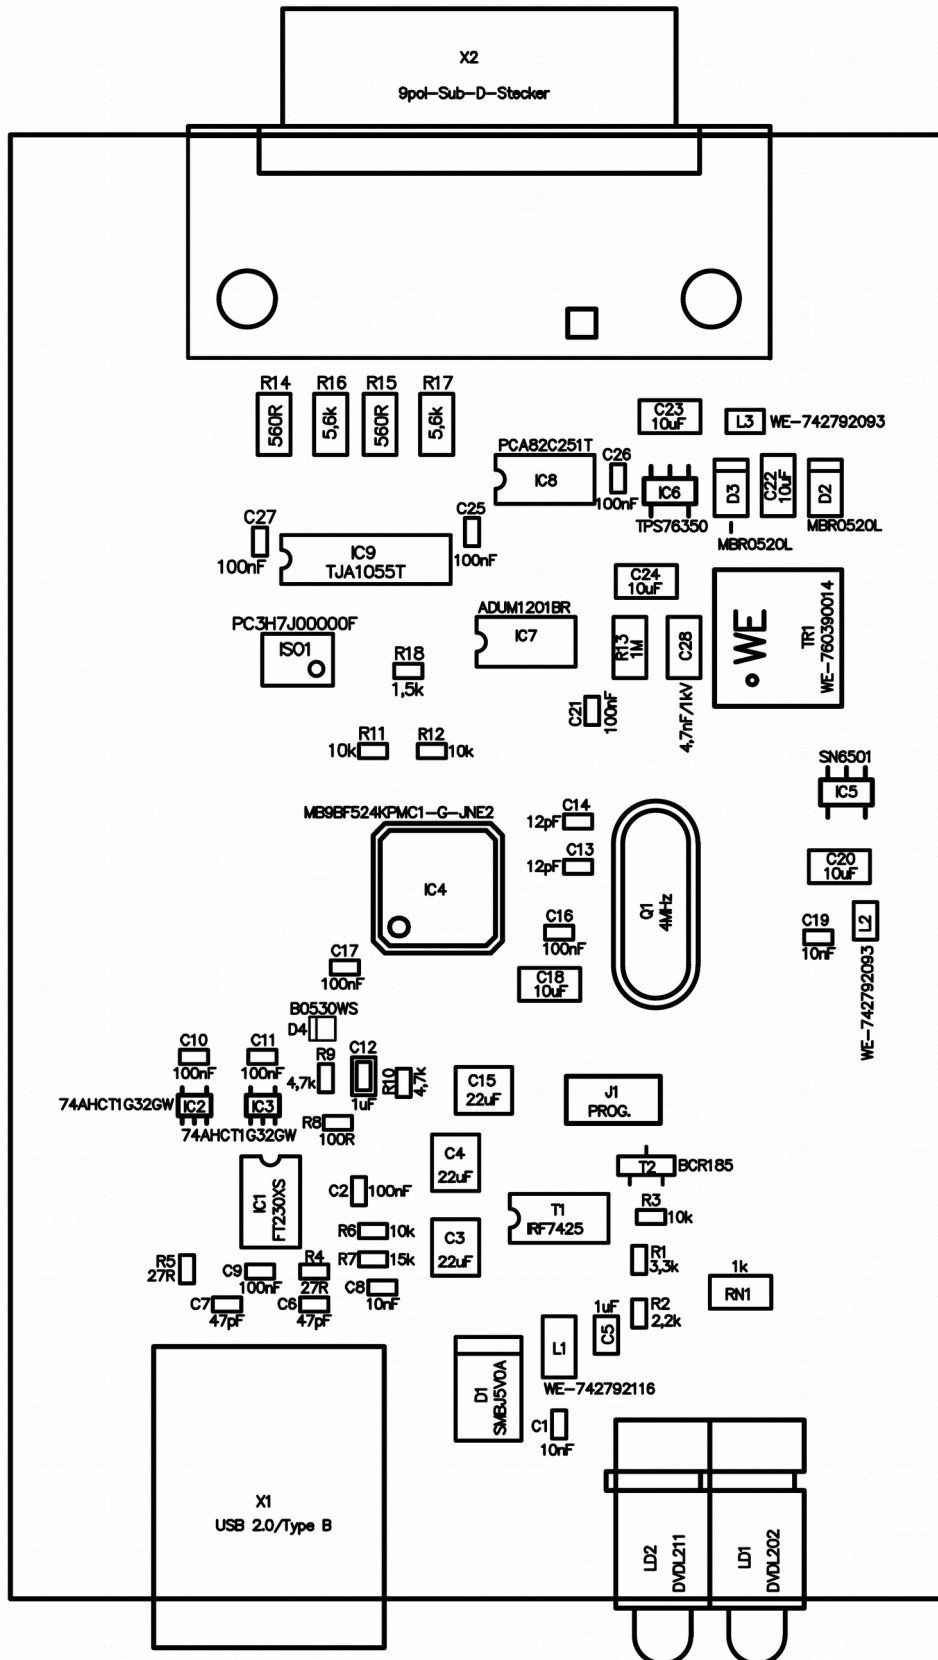 X2
9pol-Sub-D-Stecker
R14
R16
R15
R17
560R
5,6k
560R
5,6k
C23
10uF
L3
WE-742792093
PCA82C251T
IC8
C26
100nF
IC6
TPS76350
D3
MBR0520L
C22
10uF
D2
MBR0520L
C27
100nF
IC9
TJA1055T
C25
100nF
C24
10uF
ADUM1201BR
IC7
R13
1M
C28
4,7nF/1kV
WE
TR1
WE-760390014
PC3H7J00000F
ISO1
R18
1,5k
C21
100nF
R11
10k
R12
10k
SN6501
IC5
MB9BF524KPMC1-G-JNE2
IC4
C14
12pF
C13
12pF
Q1
4MHz
C20
10uF
C16
100nF
C19
10nF
L2
WE-742792093
C17
100nF
C18
10uF
B0530WS
D4
C10
100nF
C11
100nF
R9
4,7k
C12
1uF
R10
4,7k
C15
22uF
J1
PROG.
74AHCT1G32GW
IC2
IC3
74AHCT1G32GW
R8
100R
C4
22uF
T2
BCR185
IC1
FT230XS
C2
100nF
T1
IRF7425
R3
10k
R6
10k
C3
22uF
R7
15k
R1
3,3k
R5
27R
C9
100nF
R4
27R
C8
10nF
1k
RN1
C7
47pF
C6
47pF
1uF
C5
R2
2,2k
L1
WE-742792116
D1
SMBJ5V0A
C1
10nF
X1
USB 2.0/Type B
LD2
DVDL211
LD1
DVDL202